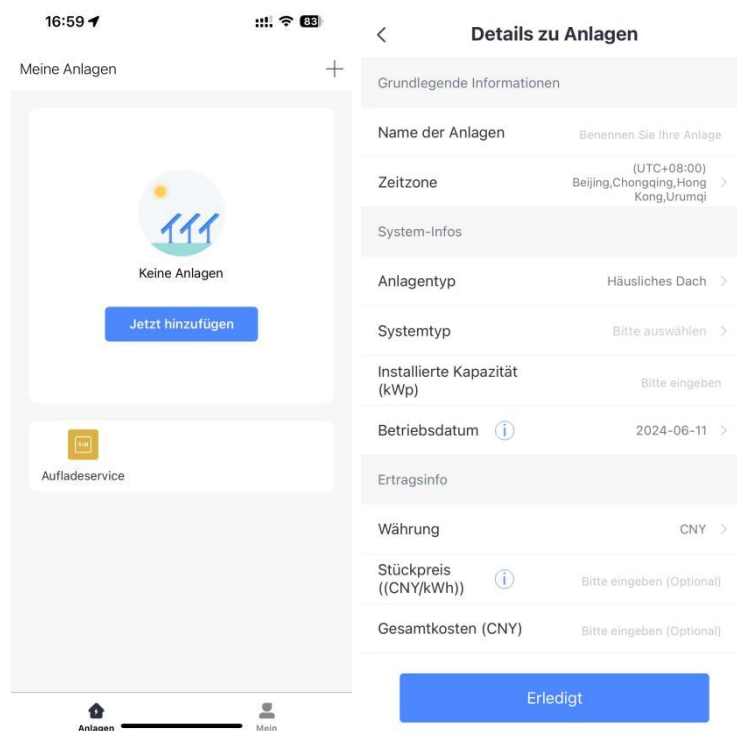 16:59
83
Meine Anlagen
Keine Anlagen
Jetzt hinzufügen
SIM
Aufladeservice
Anlagen
Mein
Details zu Anlagen
Grundlegende Informationen
Name der Anlagen
Benennen Sie Ihre Anlage
Zeitzone
(UTC+08:00)
Beijing,Chongqing,Hong
Kong,Urumqi
System-Infos
Anlagentyp
Häusliches Dach
Systemtyp
Bitte auswählen
Installierte Kapazität
(kWp)
Bitte eingeben
Betriebsdatum
2024-06-11
Ertragsinfo
Währung
CNY
Stückpreis
((CNY/kWh))
Bitte eingeben (Optional)
Gesamtkosten (CNY)
Bitte eingeben (Optional)
Erledigt